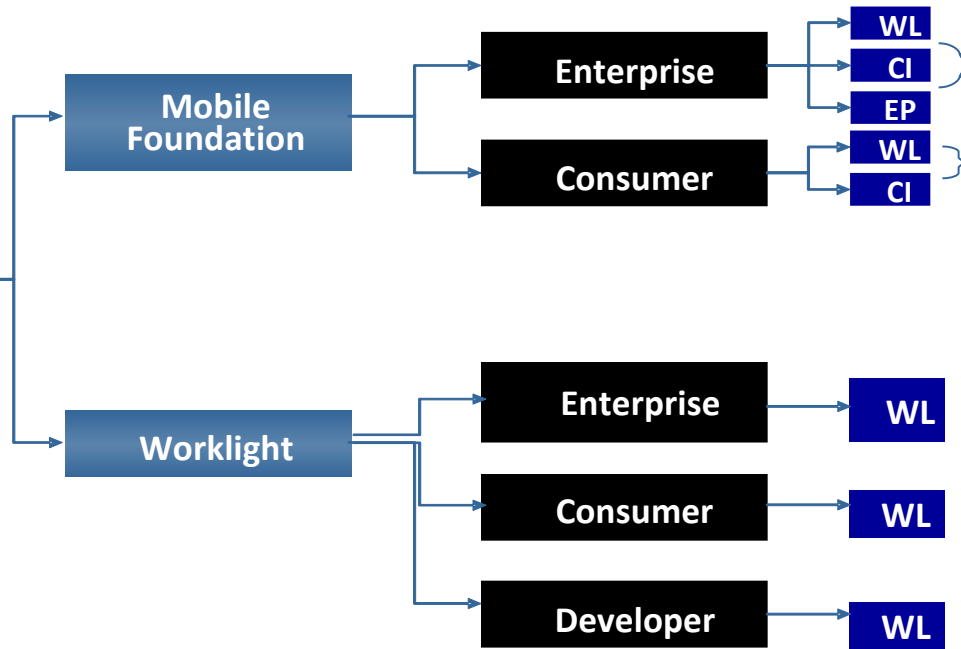 WL
Enterprise
CI
Mobile
Foundation
EP
WL
Consumer
CI
Enterprise
WL
Worklight
Consumer
WL
Developer
WL